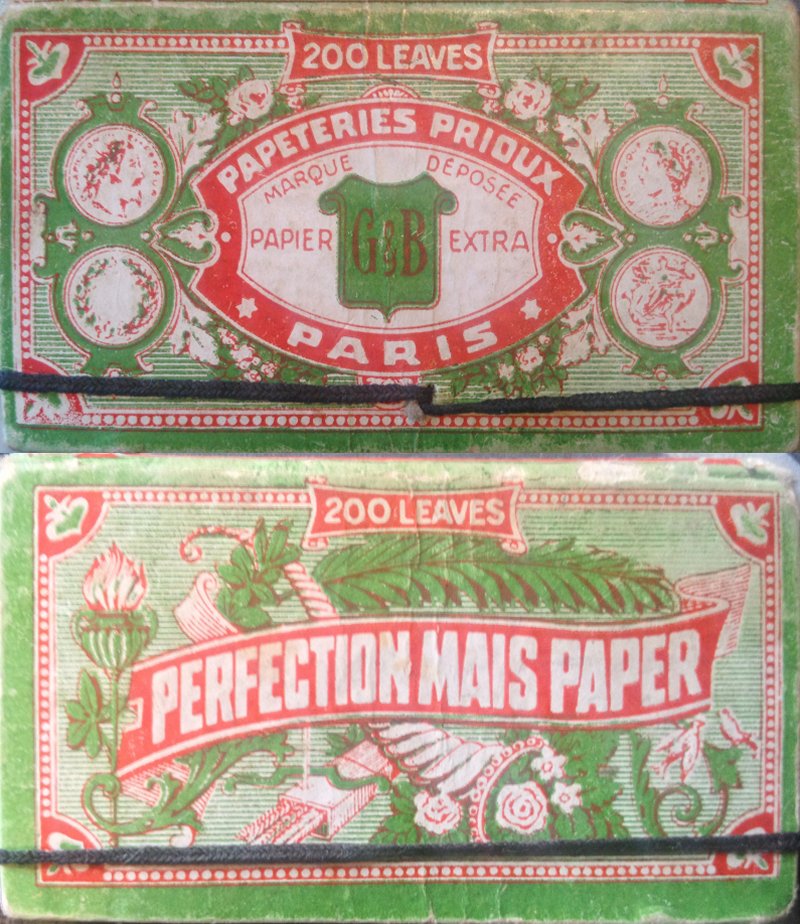 200 LEAVES
PAPETERIES PRIOUX
MARQUE DÉPOSÉE
PAPIER G&B EXTRA
PARIS
200 LEAVES
PERFECTION MAIS PAPER